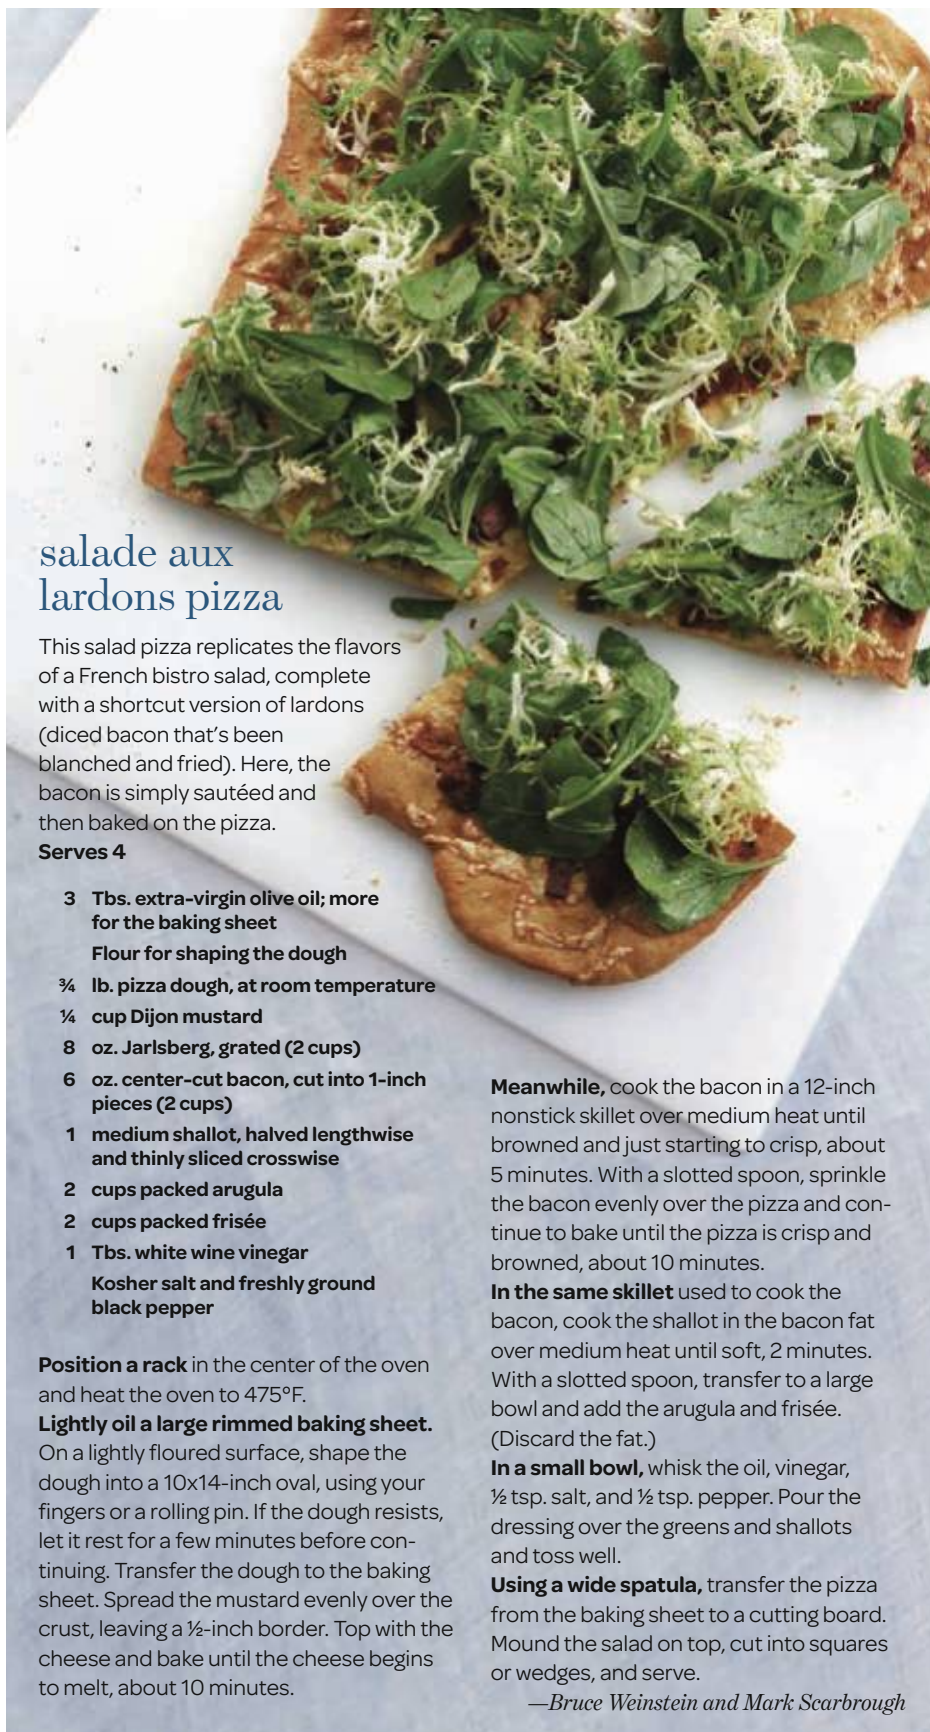 salade aux
lardons pizza
This salad pizza replicates the flavors
of a French bistro salad, complete
with a shortcut version of lardons
(diced bacon that's been
blanched and fried). Here, the
bacon is simply sautéed and
then baked on the pizza.
Serves 4
3 Tbs. extra-virgin olive oil; more
for the baking sheet
Flour for shaping the dough
¾ lb. pizza dough, at room temperature
¼ cup Dijon mustard
8 oz. Jarlsberg, grated (2 cups)
6 oz. center-cut bacon, cut into 1-inch
pieces (2 cups)
1 medium shallot, halved lengthwise
and thinly sliced crosswise
2 cups packed arugula
2 cups packed frisée
1 Tbs. white wine vinegar
Kosher salt and freshly ground
black pepper
Position a rack in the center of the oven
and heat the oven to 475°F.
Lightly oil a large rimmed baking sheet.
On a lightly floured surface, shape the
dough into a 10x14-inch oval, using your
fingers or a rolling pin. If the dough resists,
let it rest for a few minutes before con-
tinuing. Transfer the dough to the baking
sheet. Spread the mustard evenly over the
crust, leaving a ½-inch border. Top with the
cheese and bake until the cheese begins
to melt, about 10 minutes.
Meanwhile, cook the bacon in a 12-inch
nonstick skillet over medium heat until
browned and just starting to crisp, about
5 minutes. With a slotted spoon, sprinkle
the bacon evenly over the pizza and con-
tinue to bake until the pizza is crisp and
browned, about 10 minutes.
In the same skillet used to cook the
bacon, cook the shallot in the bacon fat
over medium heat until soft, 2 minutes.
With a slotted spoon, transfer to a large
bowl and add the arugula and frisée.
(Discard the fat.)
In a small bowl, whisk the oil, vinegar,
½ tsp. salt, and ½ tsp. pepper. Pour the
dressing over the greens and shallots
and toss well.
Using a wide spatula, transfer the pizza
from the baking sheet to a cutting board.
Mound the salad on top, cut into squares
or wedges, and serve.
—Bruce Weinstein and Mark Scarbrough